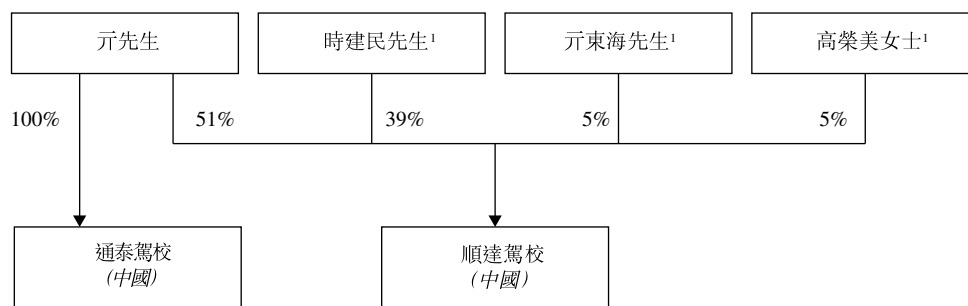 亓先生
時建民先生¹
亓東海先生¹
高榮美女士¹
100%
51%
39%
5%
5%
通泰駕校
(中國)
順達駕校
(中國)